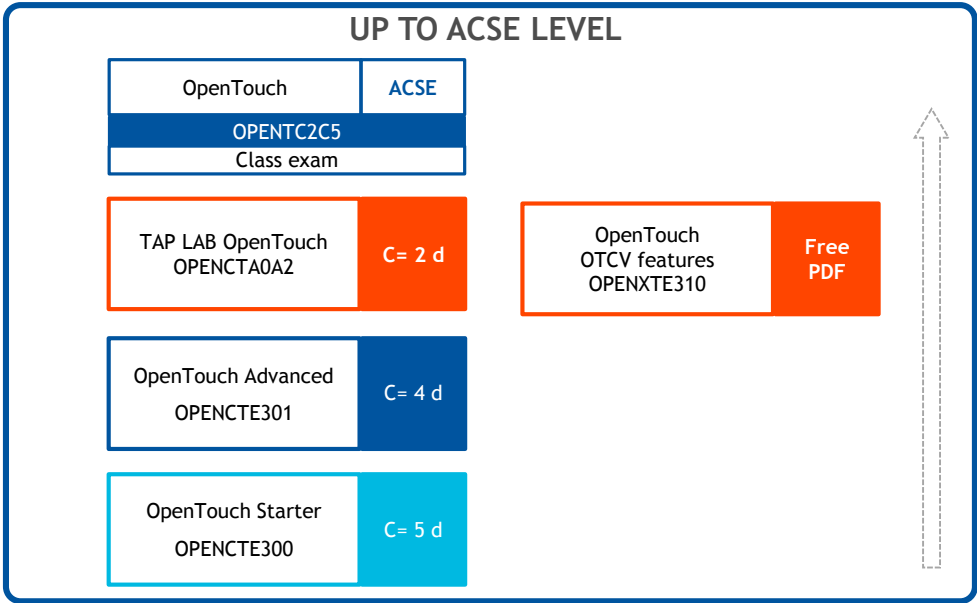 UP TO ACSE LEVEL
OpenTouch
ACSE
OPENTC2C5
Class exam
TAP LAB OpenTouch
OPENCTA0A2
C= 2 d
OpenTouch
OTCV features
OPENXTE310
Free
PDF
OpenTouch Advanced
OPENCTE301
C= 4 d
OpenTouch Starter
OPENCTE300
C= 5 d